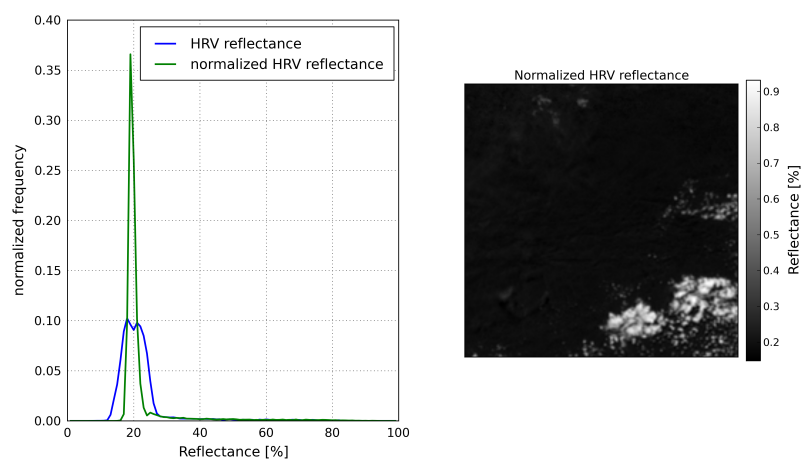 HRV reflectance
normalized HRV reflectance
0.40
0.35
0.30
0.25
0.20
0.15
0.10
0.05
0.00
normalized frequency
0 20 40 60 80 100
Reflectance [%]
Normalized HRV reflectance
0.9
0.8
0.7
0.6
0.5
0.4
0.3
0.2
Reflectance [%]